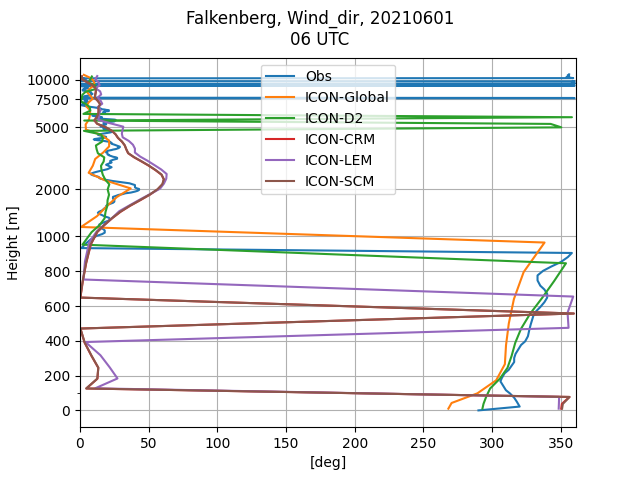 Falkenberg, Wind_dir, 20210601
06 UTC
Obs
ICON-Global
ICON-D2
ICON-CRM
ICON-LEM
ICON-SCM
10000
7500
5000
2000
1000
800
600
400
200
0
Height [m]
0 50 100 150 200 250 300 350
[deg]